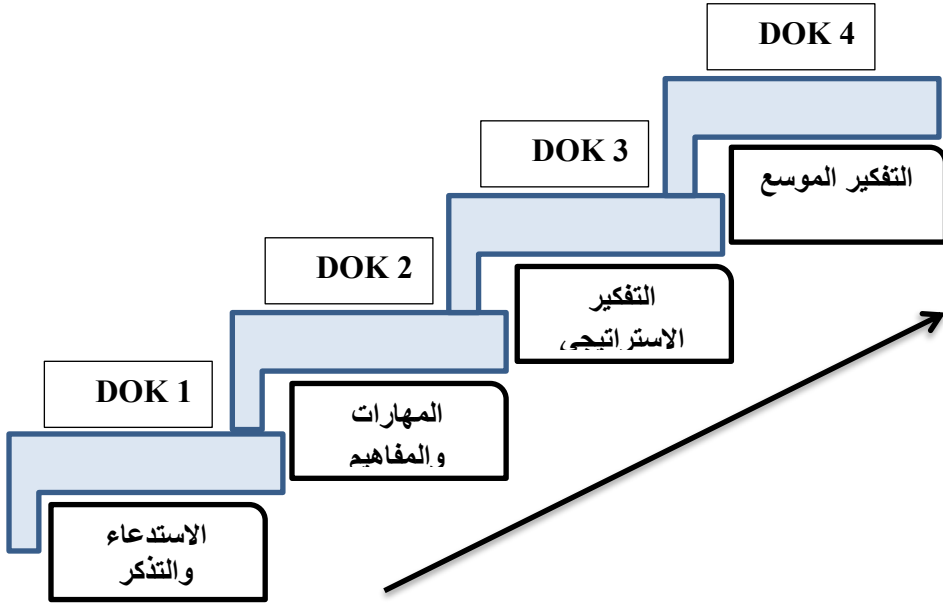 DOK 4
التفكير الموسع
DOK 3
التفكير
الاستراتيجي
DOK 2
المهارات
والمفاهيم
DOK 1
الاستدعاء
والتذكر